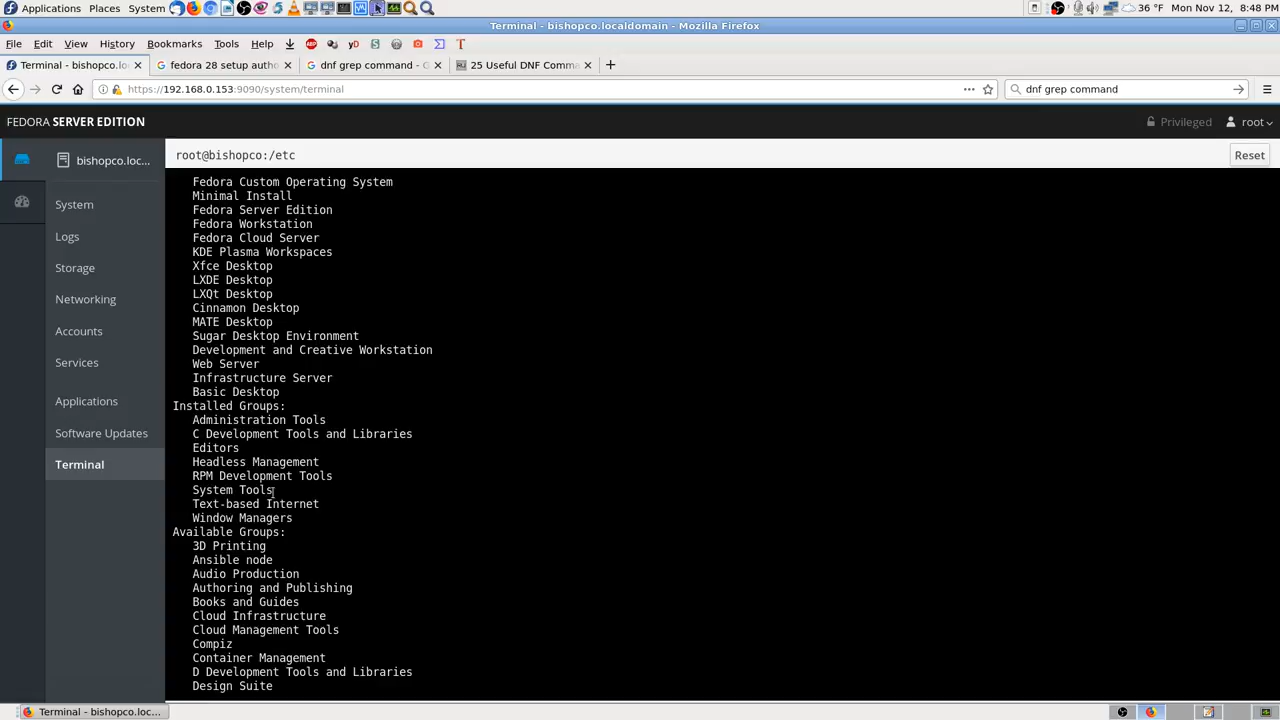 Applications Places System 36 °F Mon Nov 12, 8:48 PM
Terminal - bishopco.localdomain - Mozilla Firefox
File Edit View History Bookmarks Tools Help
Terminal - bishopco.lo
fedora 28 setup autho
dnf grep command - G
25 Useful DNF Comma
https://192.168.0.153:9090/system/terminal
dnf grep command
FEDORA SERVER EDITION
Privileged
root
bishopco.loc...
root@bishopco:/etc
Reset
System
Logs
Storage
Networking
Accounts
Services
Applications
Software Updates
Terminal
Fedora Custom Operating System
Minimal Install
Fedora Server Edition
Fedora Workstation
Fedora Cloud Server
KDE Plasma Workspaces
Xfce Desktop
LXDE Desktop
LXQt Desktop
Cinnamon Desktop
MATE Desktop
Sugar Desktop Environment
Development and Creative Workstation
Web Server
Infrastructure Server
Basic Desktop
Installed Groups:
Administration Tools
C Development Tools and Libraries
Editors
Headless Management
RPM Development Tools
System Tools
Text-based Internet
Window Managers
Available Groups:
3D Printing
Ansible node
Audio Production
Authoring and Publishing
Books and Guides
Cloud Infrastructure
Cloud Management Tools
Compiz
Container Management
D Development Tools and Libraries
Design Suite
Terminal - bishopco.loc...